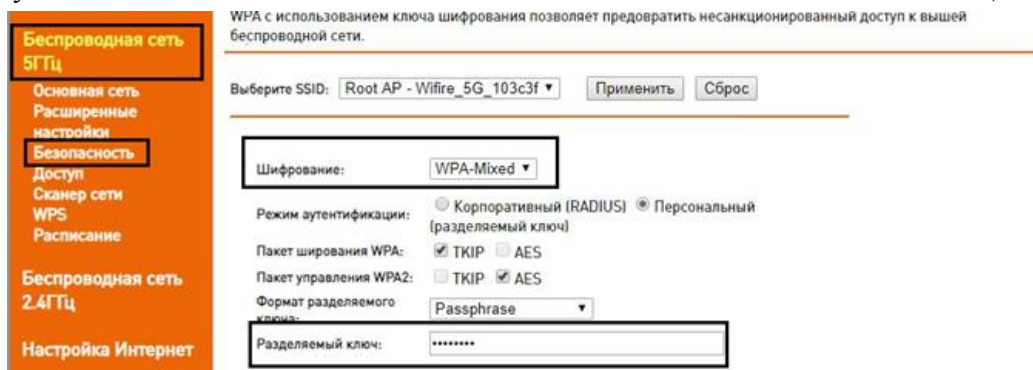 WPA с использованием ключа шифрования позволяет предовратить несанкционированный доступ к вышей
беспроводной сети.
Беспроводная сеть
5ГГц
Основная сеть
Расширенные
настройки
Безопасность
Доступ
Сканер сети
WPS
Расписание
Беспроводная сеть
2.4ГГц
Настройка Интернет
Выберите SSID: Root AP - Wifire_5G_103c3f Применить Сброс
Шифрование: WPA-Mixed
Режим аутентификации: Корпоративный (RADIUS) Персональный
(разделяемый ключ)
Пакет ширования WPA: TKIP AES
Пакет управления WPA2: TKIP AES
Формат разделяемого
ключа: Passphrase
Разделяемый ключ: ••••••••